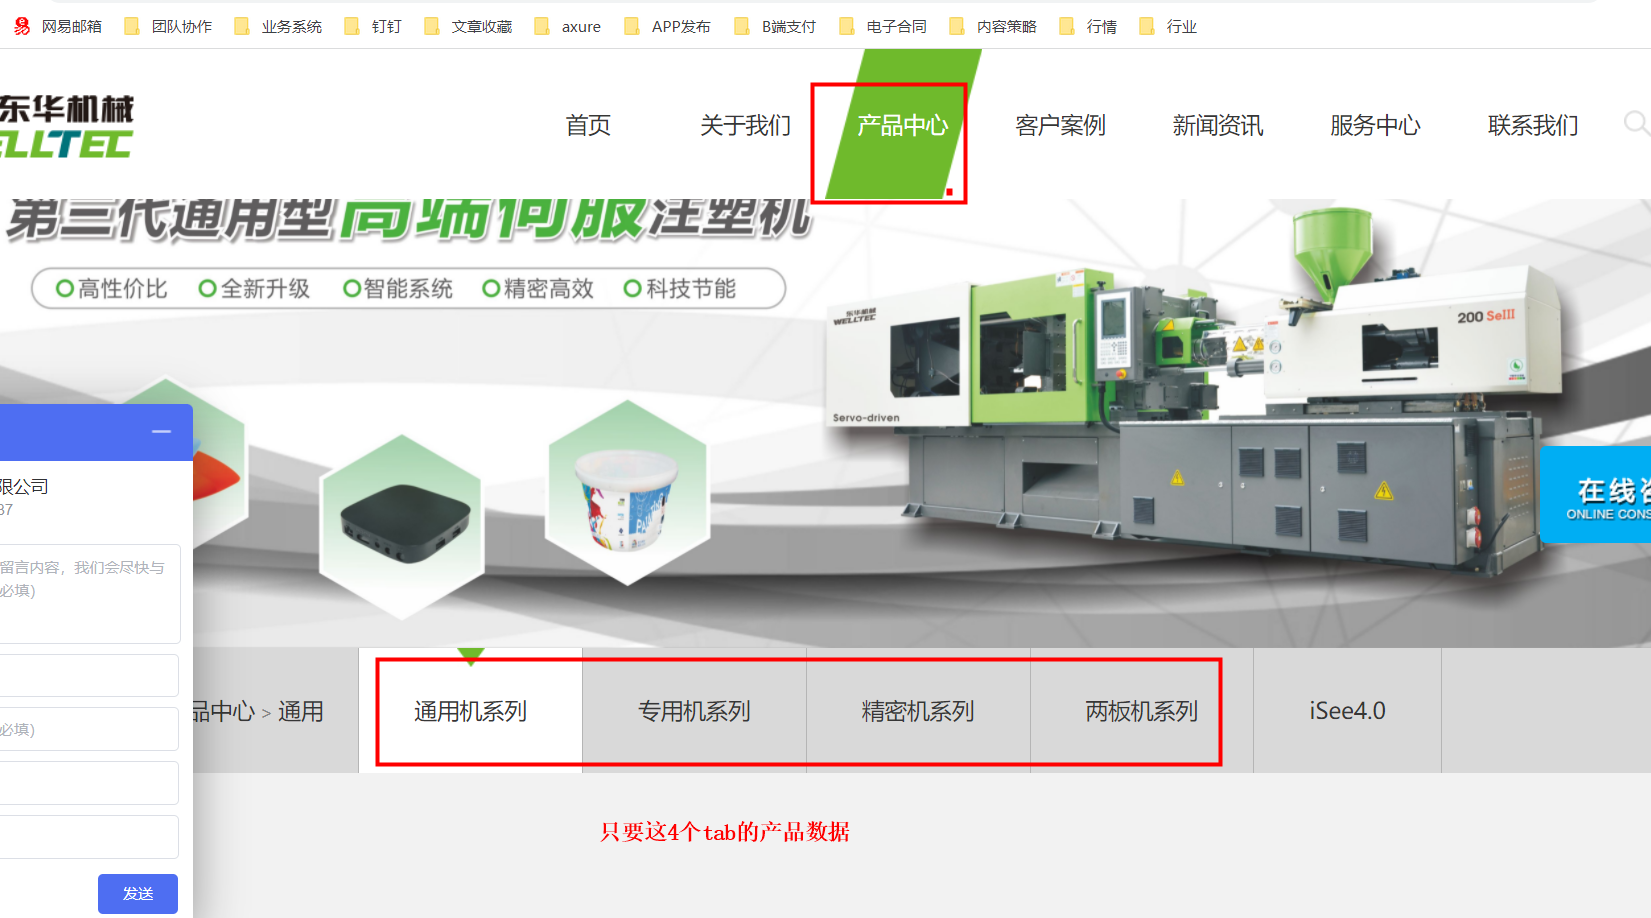 网易邮箱 团队协作 业务系统 钉钉 文章收藏 axure APP发布 B端支付 电子合同 内容策略 行情 行业
东华机械
WELLTEC
首页 关于我们 产品中心 客户案例 新闻资讯 服务中心 联系我们
第三代通用型高端伺服注塑机
高性价比 全新升级 智能系统 精密高效 科技节能
东华机械
WELLTEC
200 SeIII
Servo-driven
限公司
37
留言内容，我们会尽快与
必填)
必填)
发送
在线咨
ONLINE CONS
品中心 > 通用
通用机系列 专用机系列 精密机系列 两板机系列 iSee4.0
只要这4个tab的产品数据